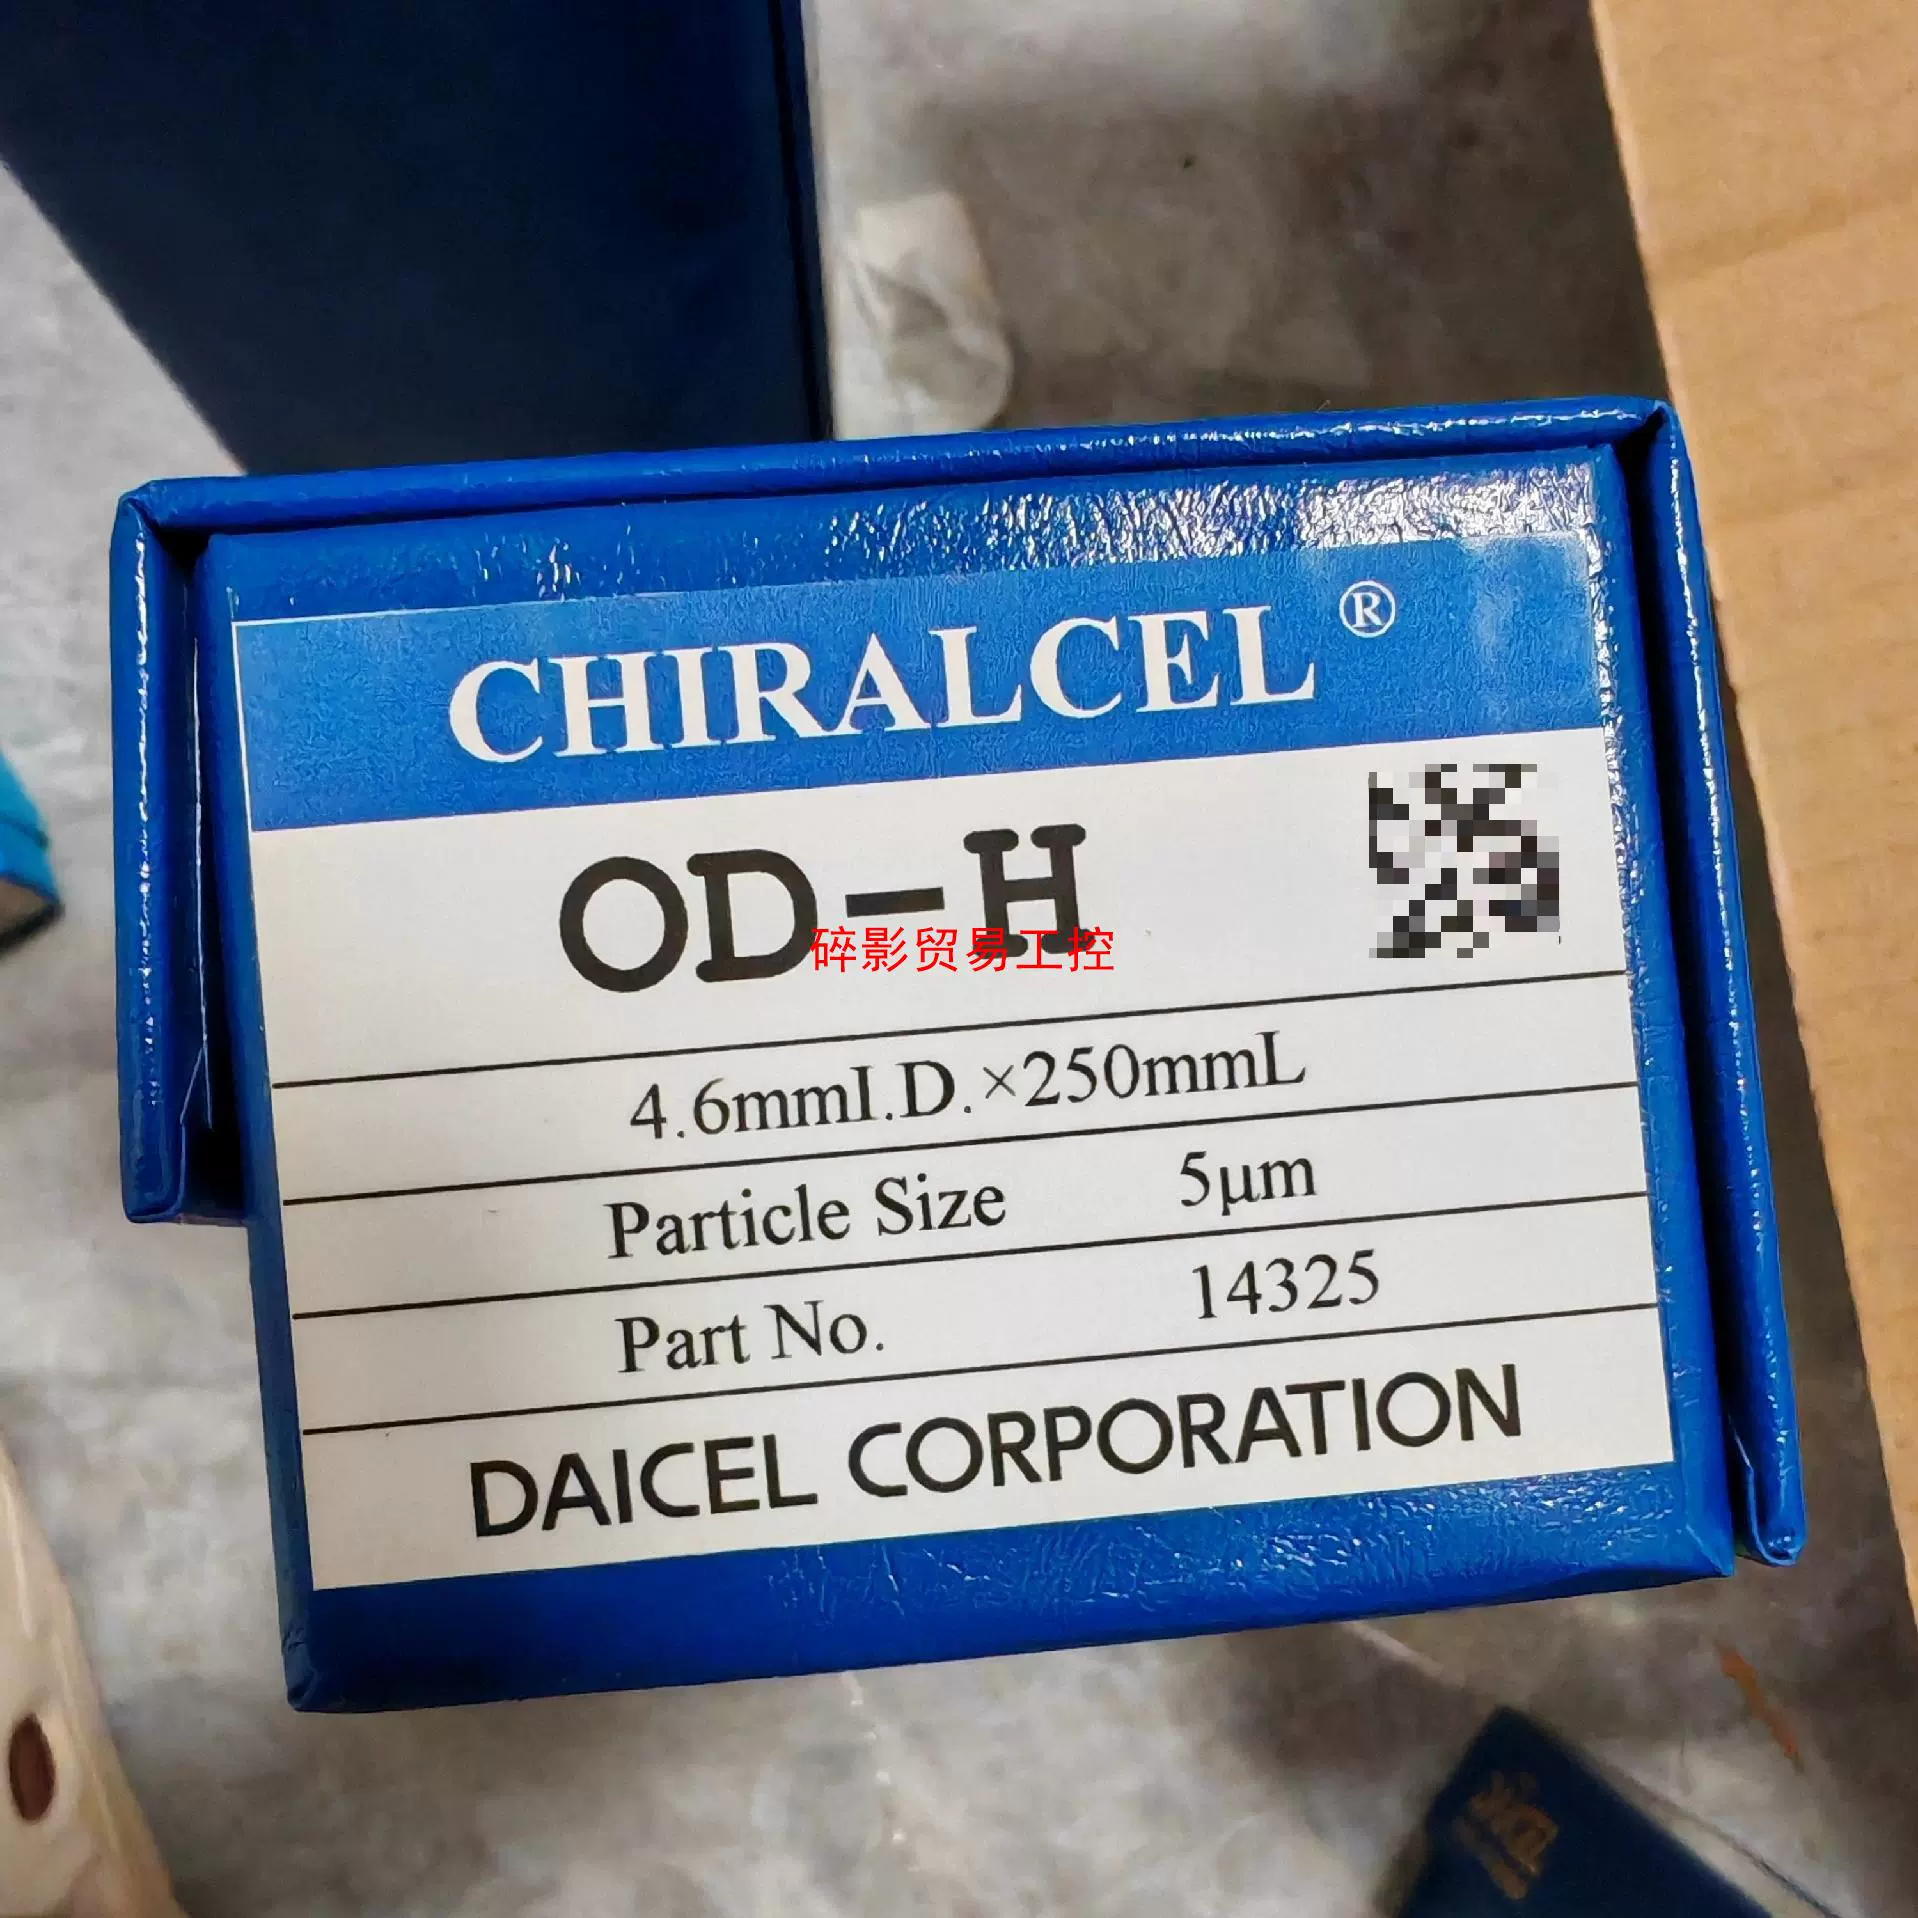 CHIRALCEL ®
OD-H
碎影贸易工控
4.6mmI.D.×250mmL
Particle Size 5μm
Part No. 14325
DAICEL CORPORATION